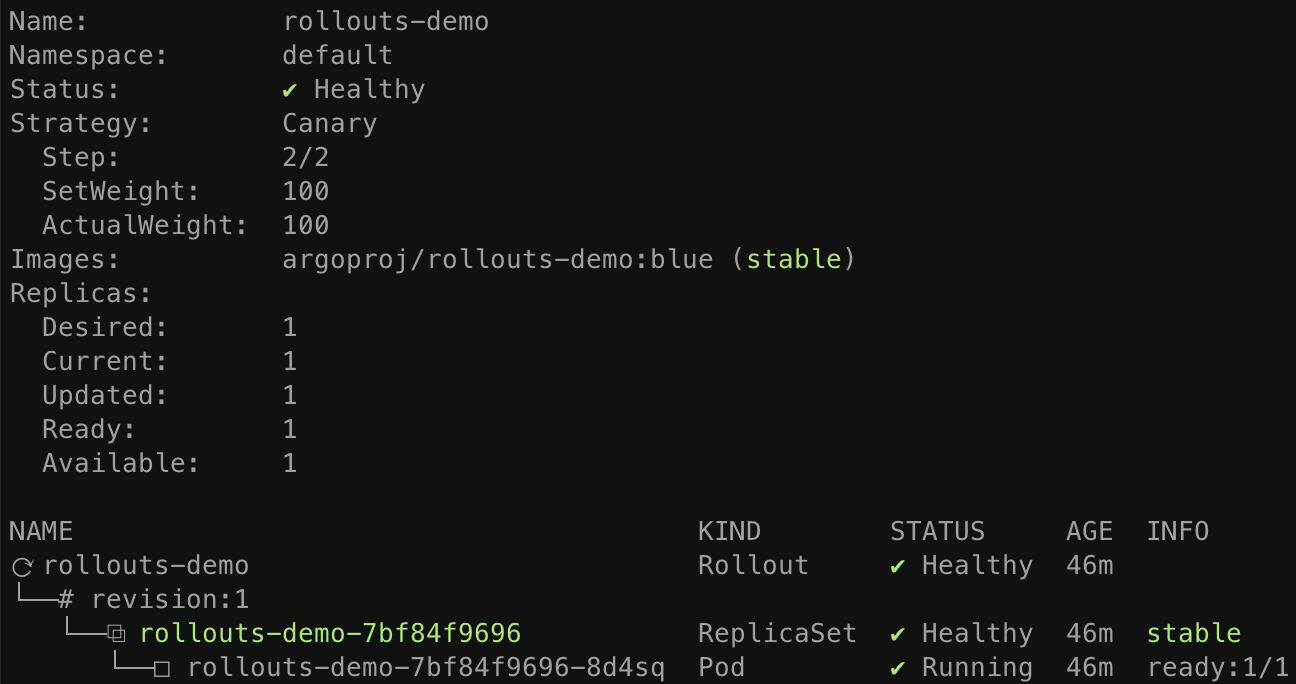 Name: rollouts-demo
Namespace: default
Status: ✔ Healthy
Strategy: Canary
Step: 2/2
SetWeight: 100
ActualWeight: 100
Images: argoproj/rollouts-demo:blue (stable)
Replicas:
Desired: 1
Current: 1
Updated: 1
Ready: 1
Available: 1
NAME KIND STATUS AGE INFO
⟳ rollouts-demo Rollout ✔ Healthy 46m
└──# revision:1
└──⧉ rollouts-demo-7bf84f9696 ReplicaSet ✔ Healthy 46m stable
└──□ rollouts-demo-7bf84f9696-8d4sq Pod ✔ Running 46m ready:1/1